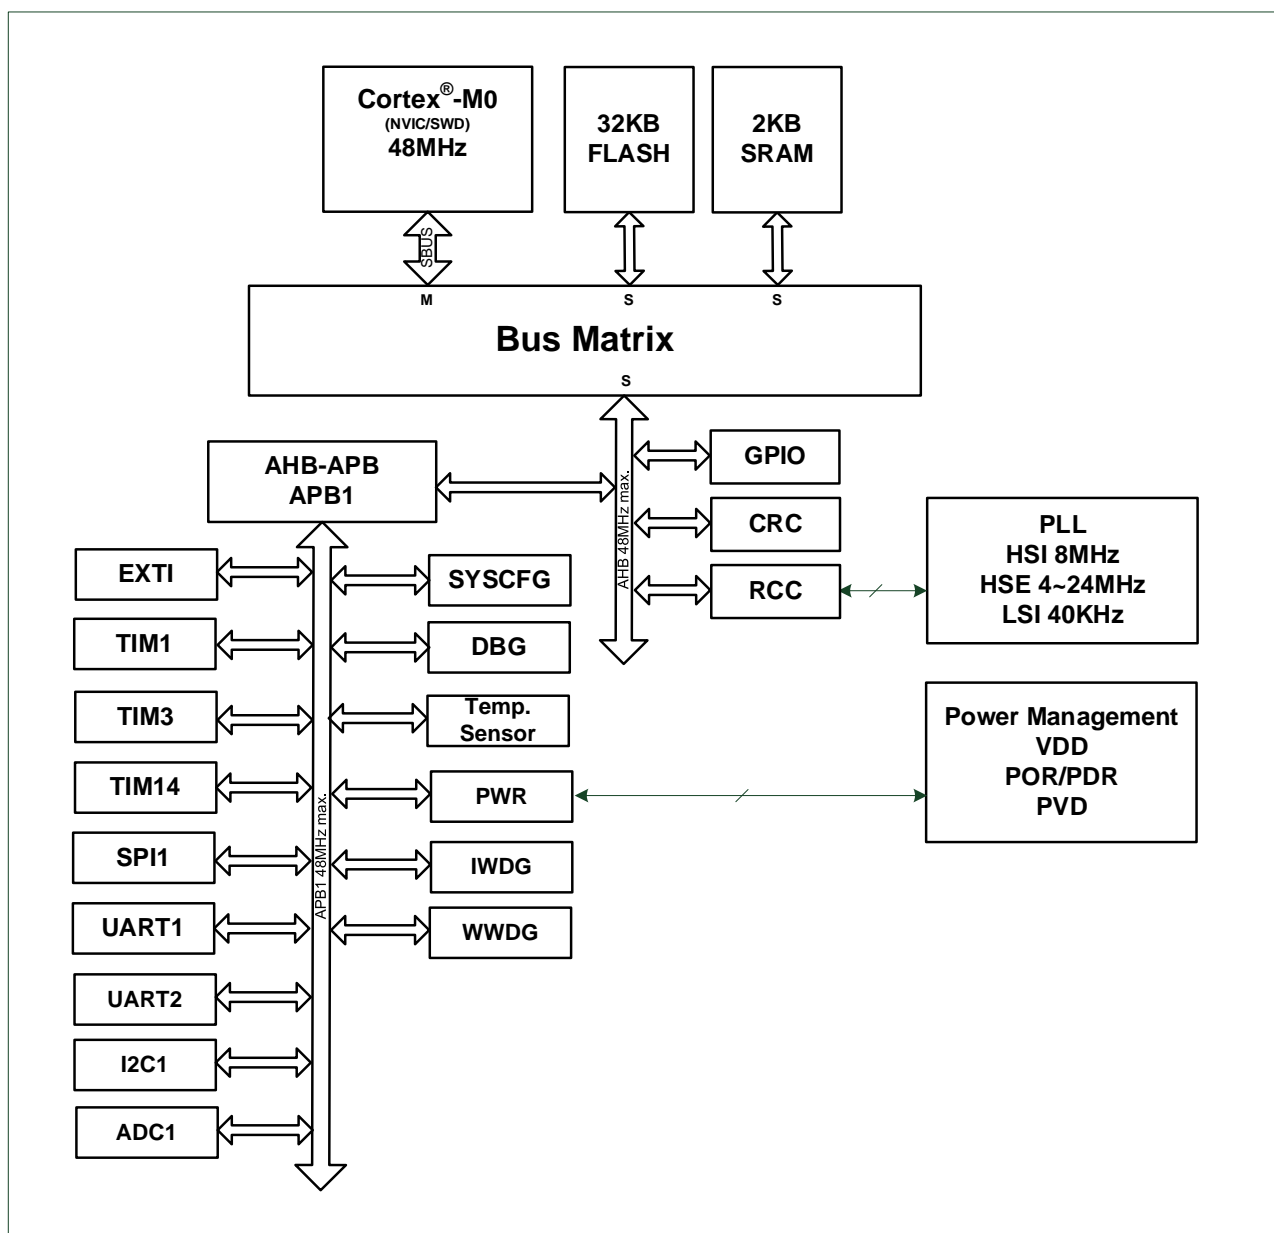 Cortex®-M0
(NVIC/SWD)
48MHz
32KB
FLASH
2KB
SRAM
SBUS
M
S
S
Bus Matrix
S
AHB 48MHz max.
AHB-APB
APB1
GPIO
CRC
RCC
PLL
HSI 8MHz
HSE 4~24MHz
LSI 40KHz
APB1 48MHz max.
EXTI
SYSCFG
TIM1
DBG
TIM3
Temp.
Sensor
Power Management
VDD
POR/PDR
PVD
TIM14
PWR
SPI1
IWDG
UART1
WWDG
UART2
I2C1
ADC1